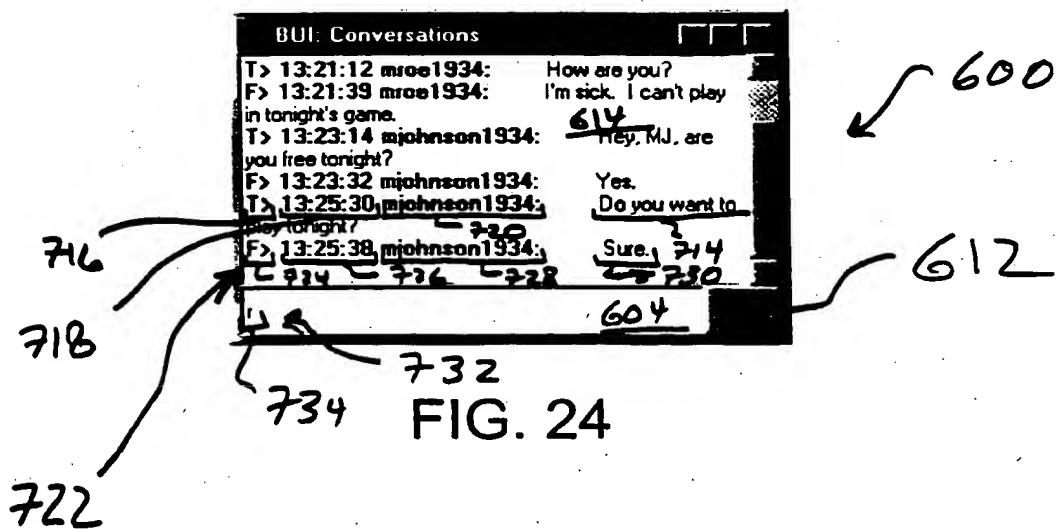 BUI: Conversations
T> 13:21:12 mroe1934: How are you?
F> 13:21:39 mroe1934: I'm sick. I can't play
in tonight's game.
614
T> 13:23:14 mjohnson1934: Hey, MJ, are
you free tonight?
F> 13:23:32 mjohnson1934: Yes.
T> 13:25:30 mjohnson1934: Do you want to
play tonight?
720
714
F> 13:25:38 mjohnson1934: Sure.
724 726 728 730
604
600
612
716
718
732
734
722
FIG. 24